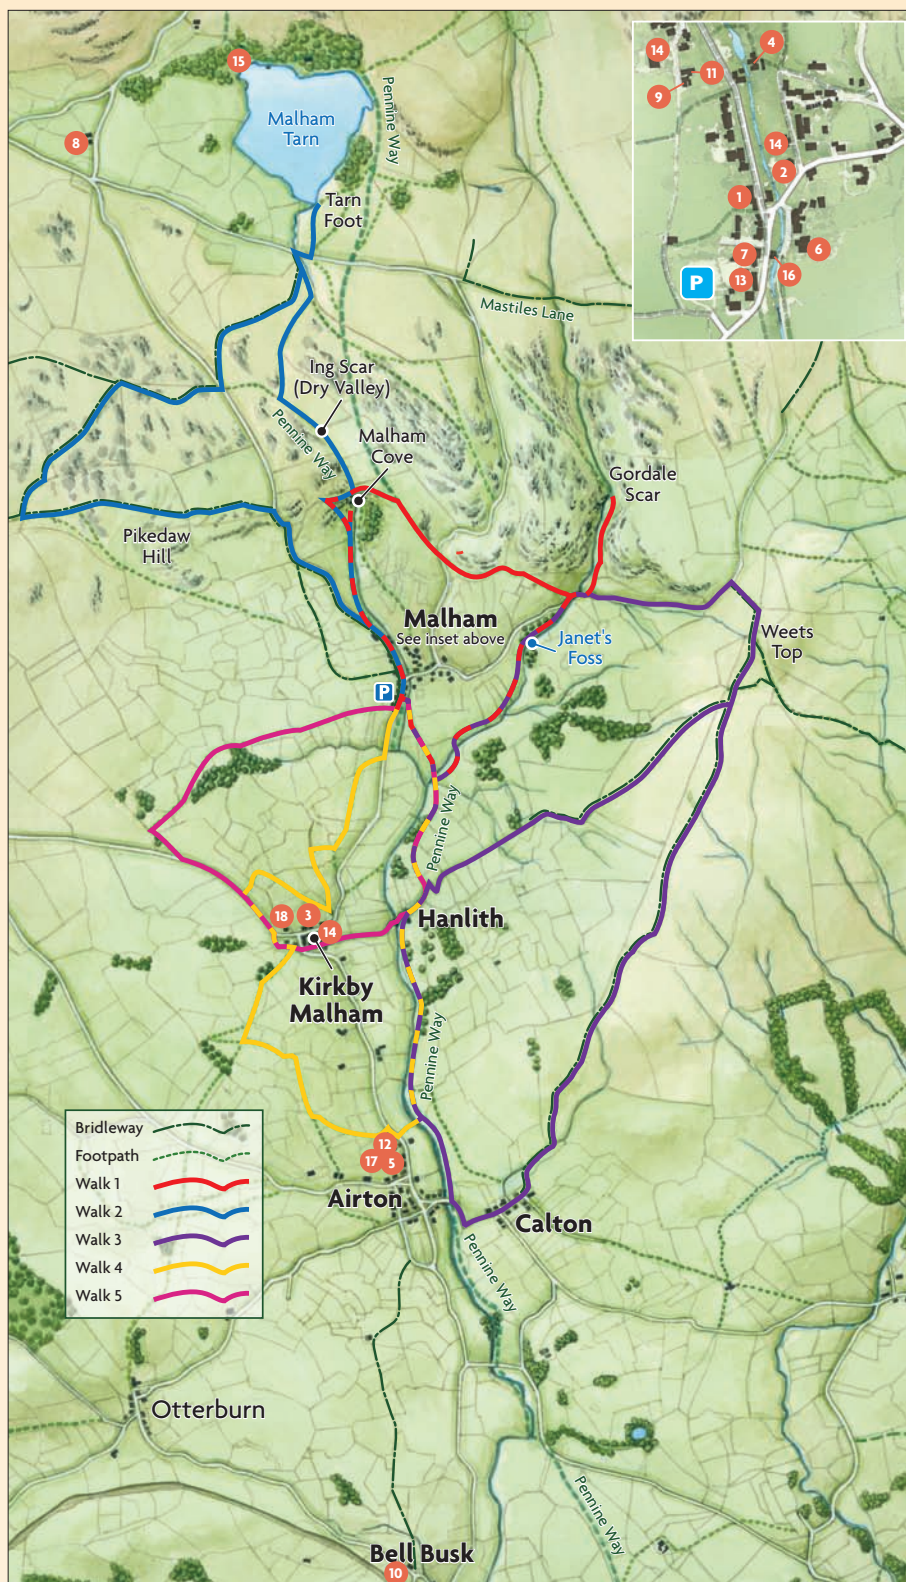 15
Malham
Tarn
Pennine Way
8
Tarn
Foot
14
4
11
9
14
2
1
6
7
16
13
P
Mastiles Lane
Ing Scar
(Dry Valley)
Pennine Way
Malham
Cove
Gordale
Scar
Pikedaw
Hill
Malham
See inset above
Janet's
Foss
Weets
Top
P
Pennine Way
18
3
14
Hanlith
Kirkby
Malham
Pennine Way
Bridleway
Footpath
Walk 1
Walk 2
Walk 3
Walk 4
Walk 5
12
17
5
Airton
Calton
Pennine Way
Otterburn
Pennine Way
Bell Busk
10